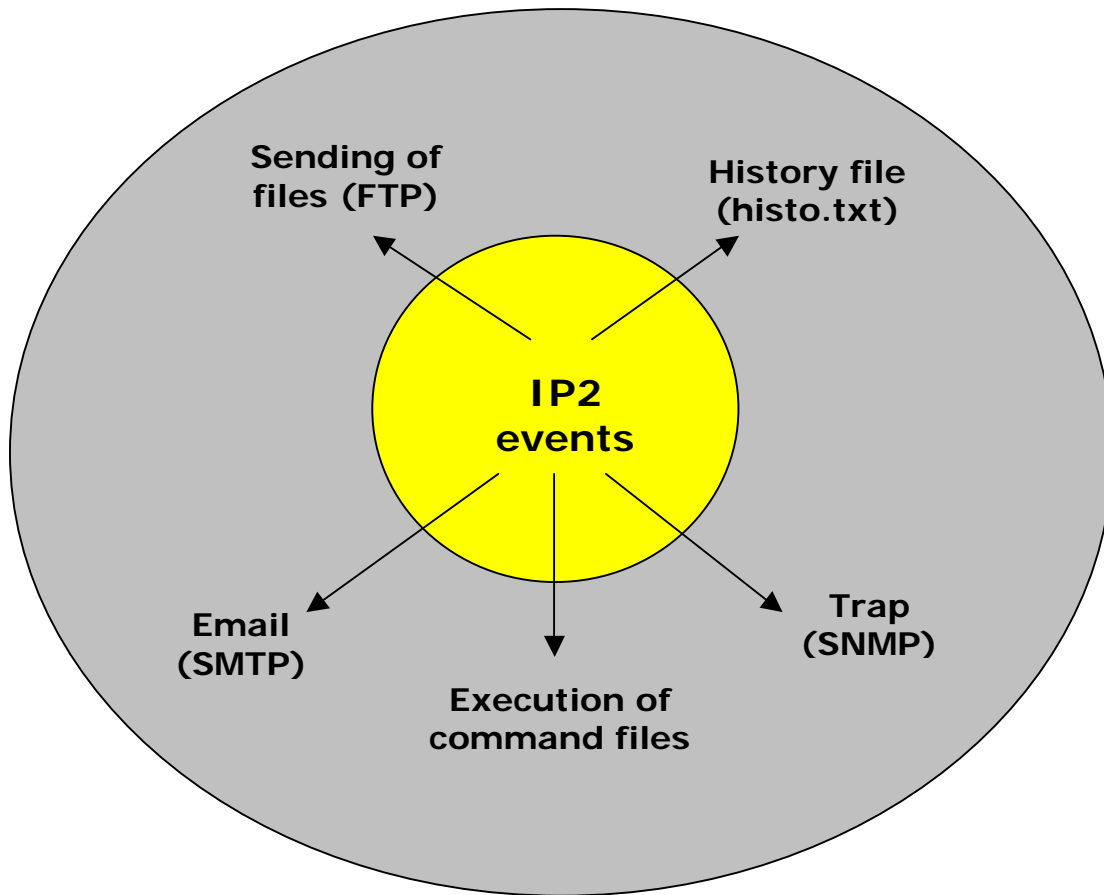 Sending of
files (FTP)
History file
(histo.txt)
IP2
events
Email
(SMTP)
Trap
(SNMP)
Execution of
command files